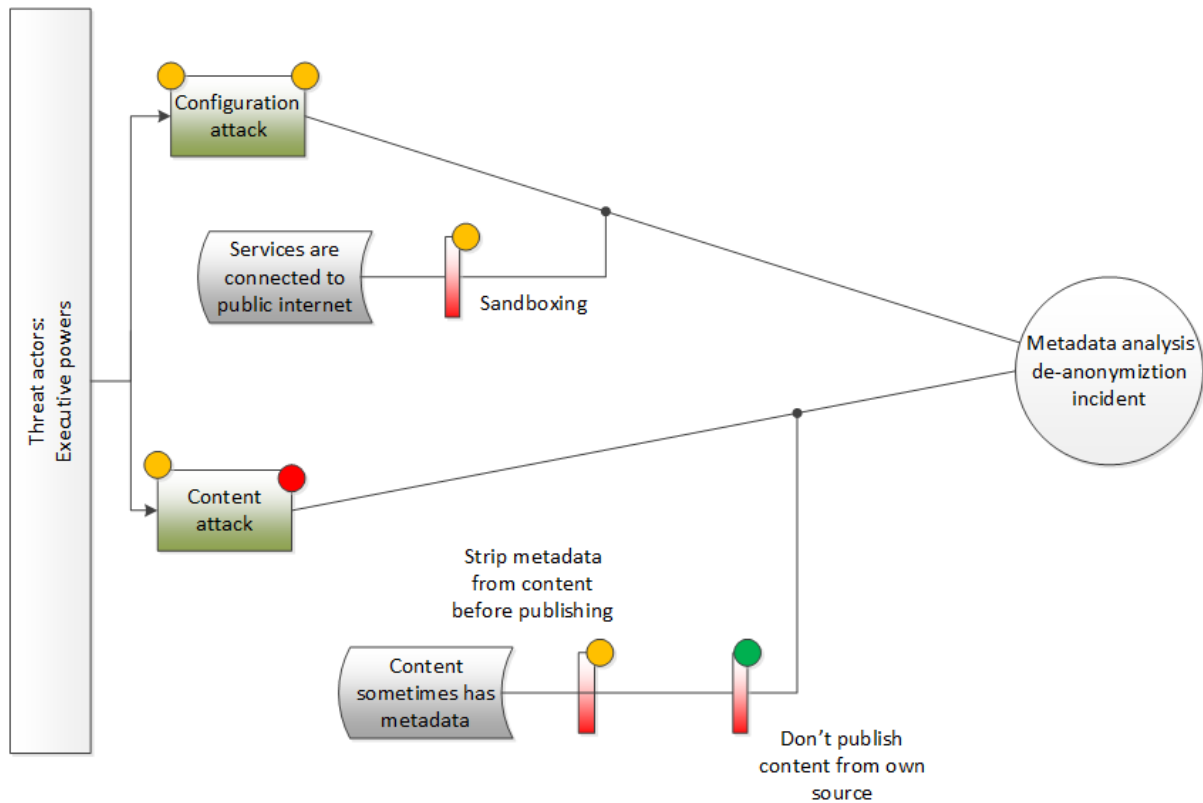 Threat actors:
Executive powers
Configuration
attack
Services are
connected to
public internet
Sandboxing
Metadata analysis
de-anonymiztion
incident
Content
attack
Strip metadata
from content
before publishing
Content
sometimes has
metadata
Don’t publish
content from own
source